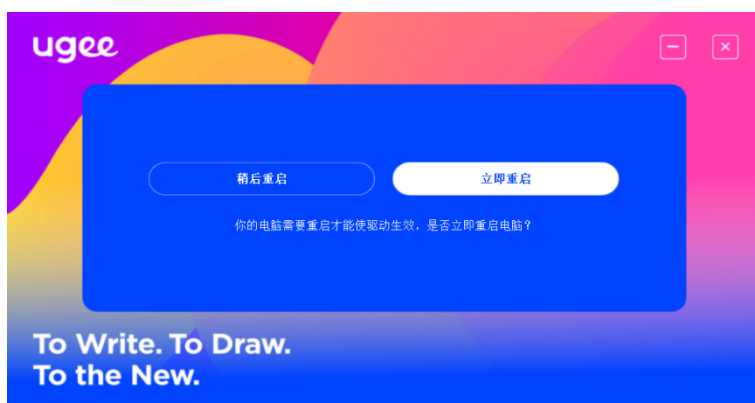 ugee
稍后重启
立即重启
你的电脑需要重启才能使驱动生效，是否立即重启电脑？
To Write. To Draw.
To the New.